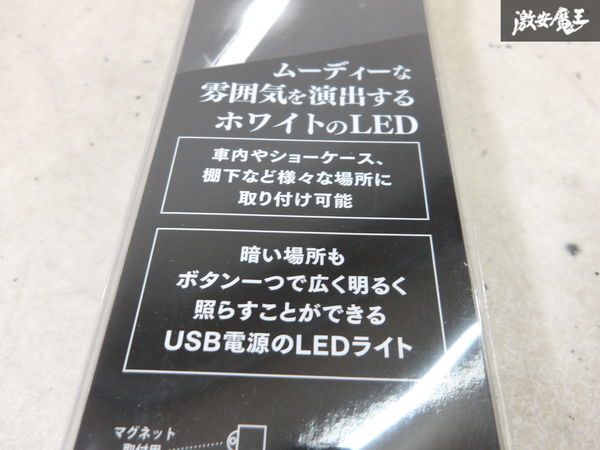 激安魔王
ムーディーな
雰囲気を演出する
ホワイトのLED
車内やショーケース、
棚下など様々な場所に
取り付け可能
暗い場所も
ボタン一つで広く明るく
照らすことができる
USB電源のLEDライト
マグネット
取付用